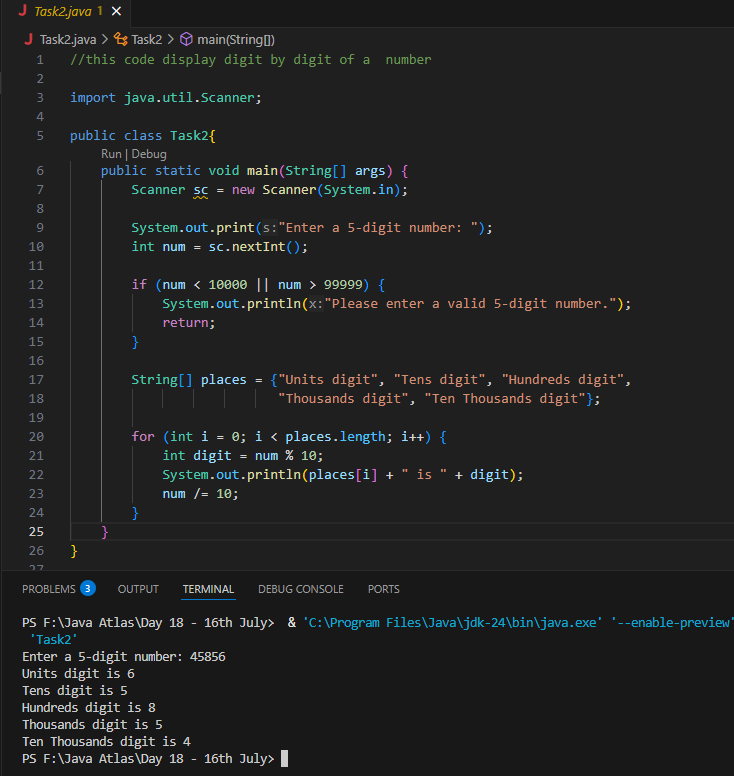 J Task2.java 1 ×
J Task2.java > Task2 > main(String[])
1 //this code display digit by digit of a  number
2
3 import java.util.Scanner;
4
5 public class Task2{
Run | Debug
6     public static void main(String[] args) {
7         Scanner sc = new Scanner(System.in);
8
9         System.out.print(s:"Enter a 5-digit number: ");
10         int num = sc.nextInt();
11
12         if (num < 10000 || num > 99999) {
13             System.out.println(x:"Please enter a valid 5-digit number.");
14             return;
15         }
16
17         String[] places = {"Units digit", "Tens digit", "Hundreds digit",
18                            "Thousands digit", "Ten Thousands digit"};
19
20         for (int i = 0; i < places.length; i++) {
21             int digit = num % 10;
22             System.out.println(places[i] + " is " + digit);
23             num /= 10;
24         }
25     }
26 }
27
PROBLEMS 3 OUTPUT TERMINAL DEBUG CONSOLE PORTS
PS F:\Java Atlas\Day 18 - 16th July>  & 'C:\Program Files\Java\jdk-24\bin\java.exe' '--enable-preview'
 'Task2'
Enter a 5-digit number: 45856
Units digit is 6
Tens digit is 5
Hundreds digit is 8
Thousands digit is 5
Ten Thousands digit is 4
PS F:\Java Atlas\Day 18 - 16th July>